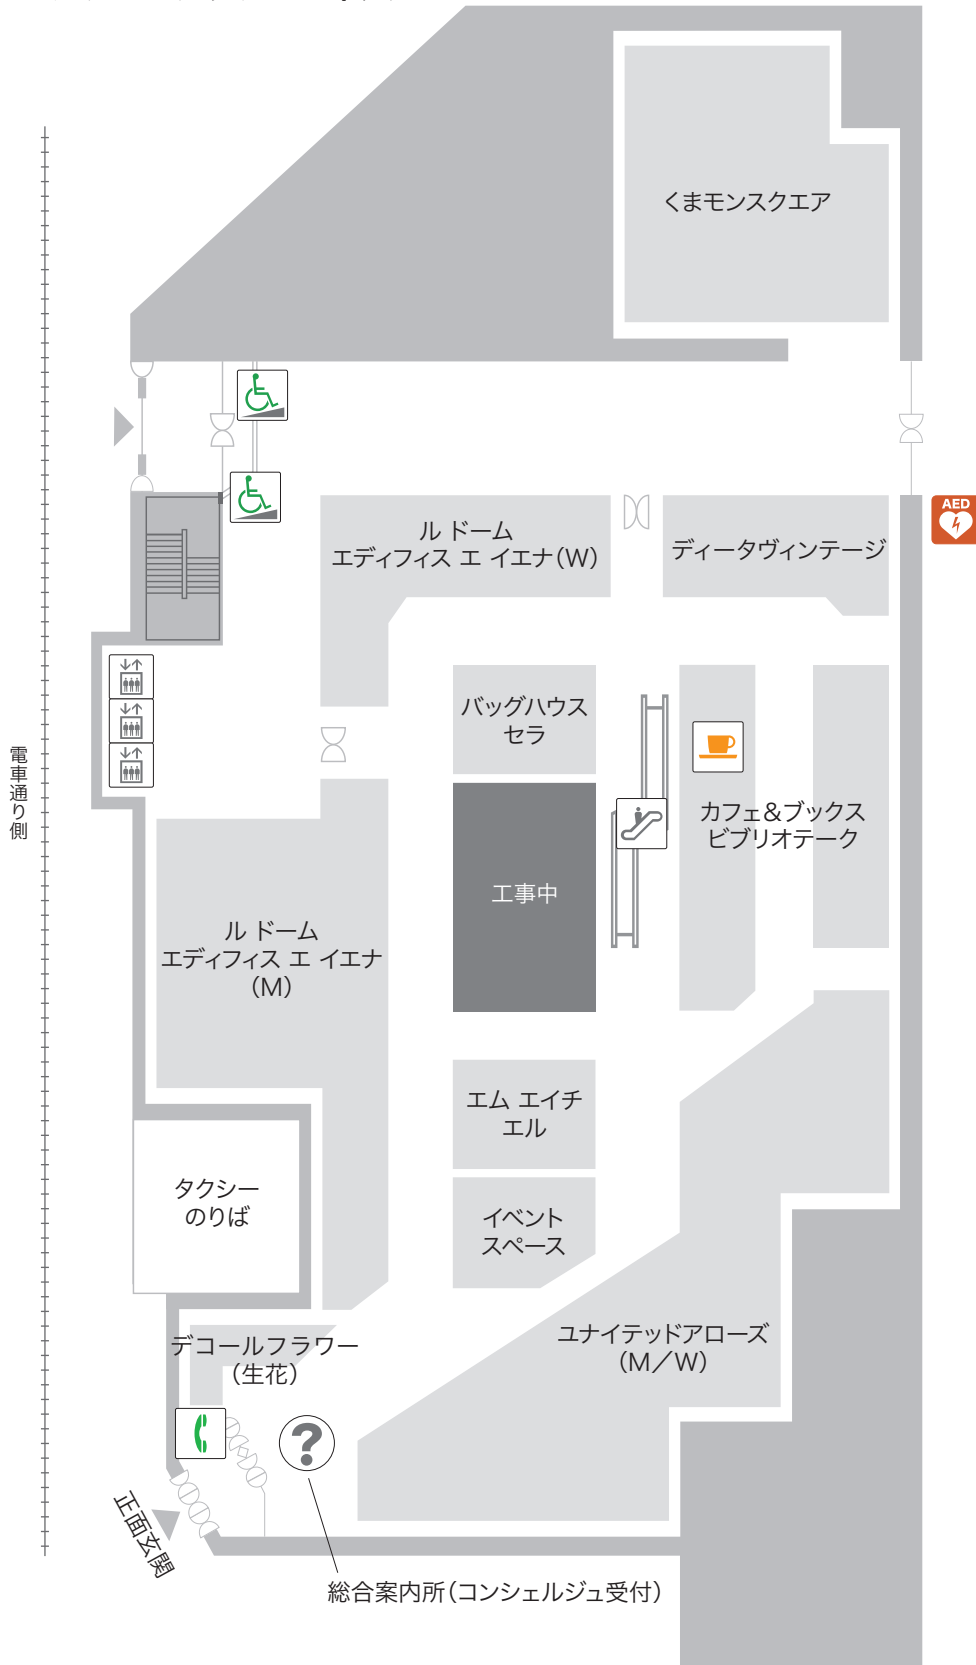 くまモンスクエア
AED
ル ドーム
エディフィス エ イエナ(W)
ディータヴィンテージ
バッグハウス
セラ
電車通り側
カフェ&ブックス
ビブリオテーク
工事中
ル ドーム
エディフィス エ イエナ
(M)
エム エイチ
エル
タクシー
のりば
イベント
スペース
ユナイテッドアローズ
(M／W)
デコールフラワー
(生花)
?
正面玄関
総合案内所(コンシェルジュ受付)